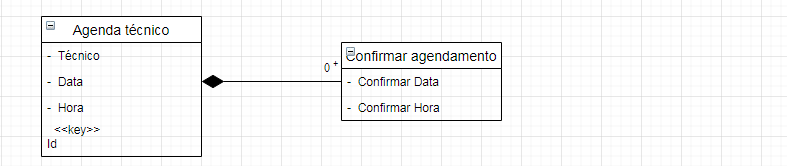 Agenda técnico
- Técnico
- Data
- Hora
<<key>>
Id
0 +
Confirmar agendamento
- Confirmar Data
- Confirmar Hora